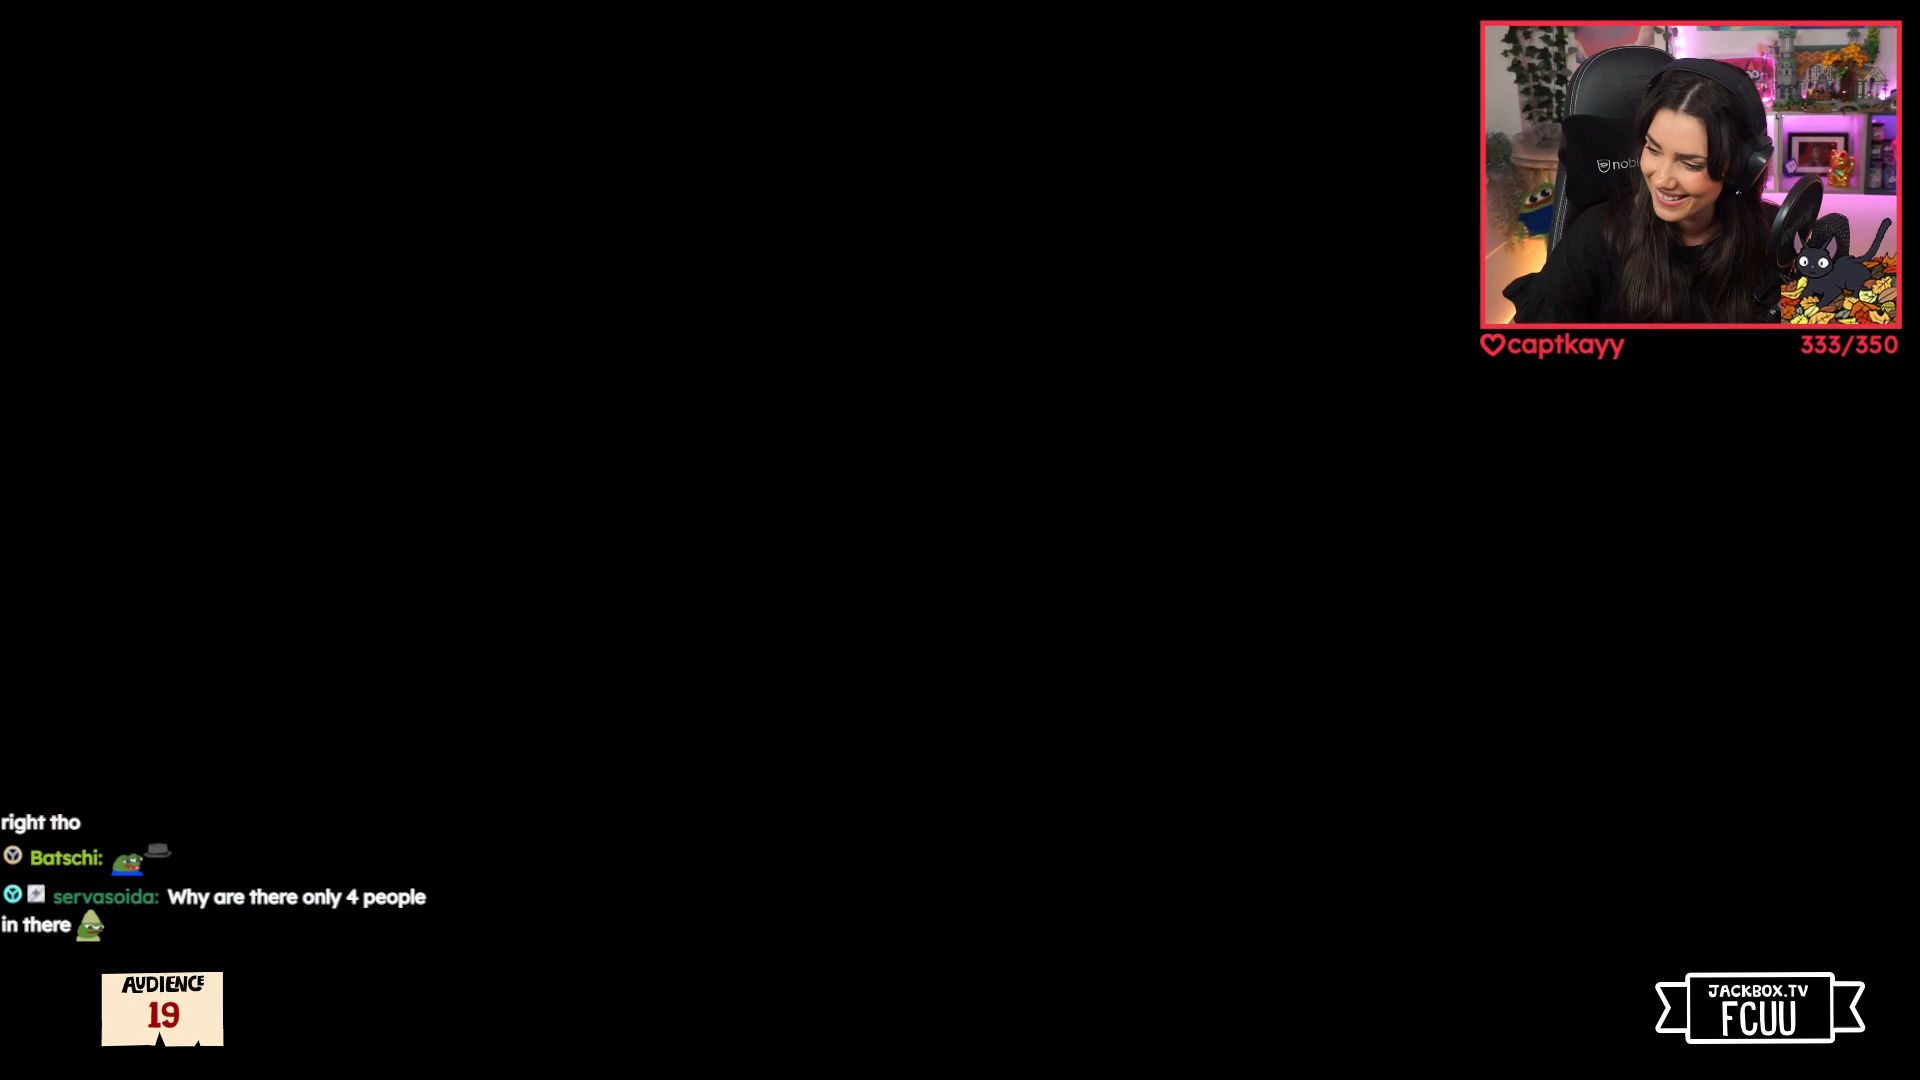 nobl
captkayy
333/350
right tho
Batschi:
servasoida: Why are there only 4 people
in there
AUDIENCE
19
JACKBOX.TV
FCUU